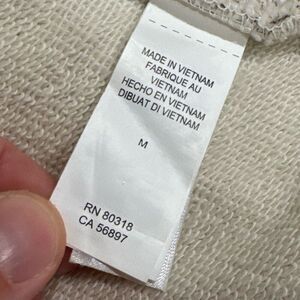 MADE IN VIETNAM
FABRIQUE AU
VIETNAM
HECHO EN VIETNAM
DIBUAT DI VIETNAM
M
RN 80318
CA 56897